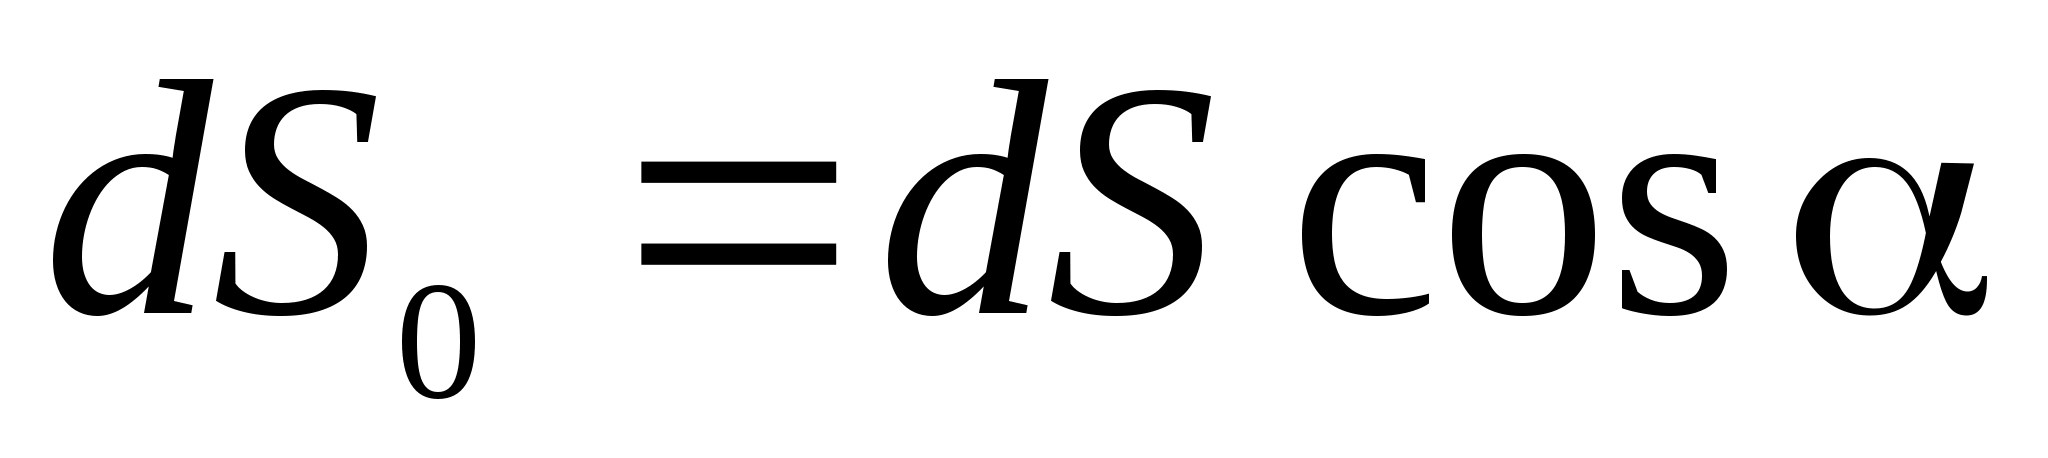 dS₀ = dS cos α